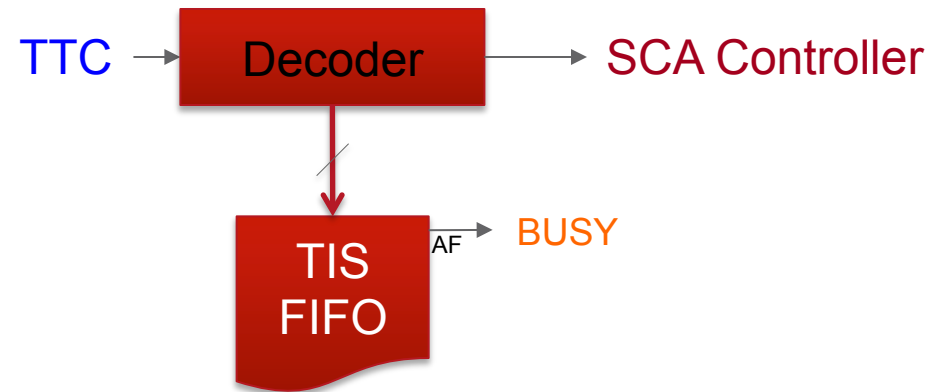 TTC
Decoder
SCA Controller
TIS
FIFO
AF
BUSY